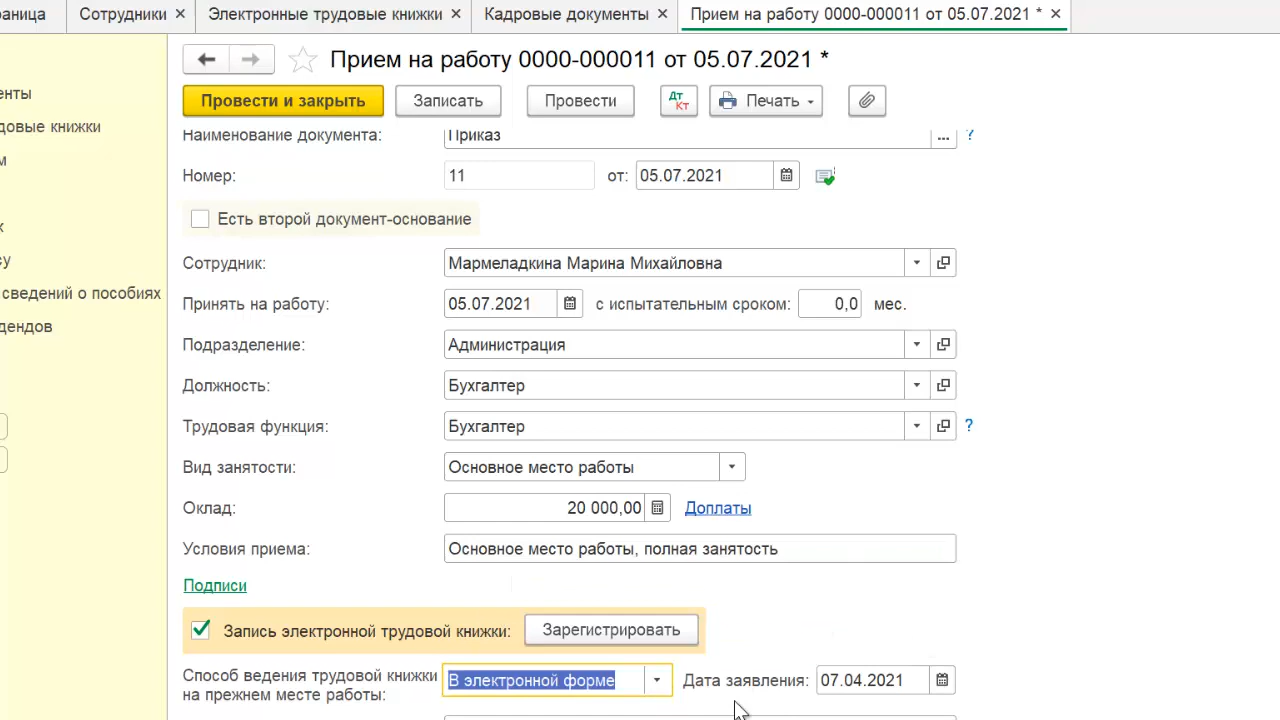 аница Сотрудники × Электронные трудовые книжки × Кадровые документы × Прием на работу 0000-000011 от 05.07.2021 * ×
Прием на работу 0000-000011 от 05.07.2021 *
Провести и закрыть Записать Провести Дт Кт Печать
енты
довые книжки
м
х
су
сведений о пособиях
дендов
Наименование документа: Приказ ... ?
Номер: 11 от: 05.07.2021
Есть второй документ-основание
Сотрудник: Мармеладкина Марина Михайловна
Принять на работу: 05.07.2021 с испытательным сроком: 0,0 мес.
Подразделение: Администрация
Должность: Бухгалтер
Трудовая функция: Бухгалтер ?
Вид занятости: Основное место работы
Оклад: 20 000,00 Доплаты
Условия приема: Основное место работы, полная занятость
Подписи
Запись электронной трудовой книжки: Зарегистрировать
Способ ведения трудовой книжки
на прежнем месте работы: В электронной форме Дата заявления: 07.04.2021